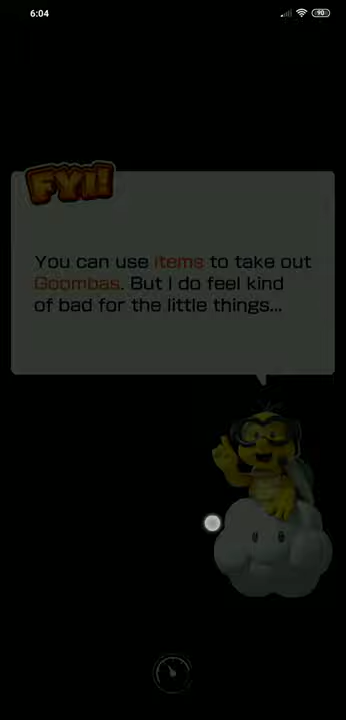 6:04
90
FYI!
You can use items to take out
Goombas. But I do feel kind
of bad for the little things...